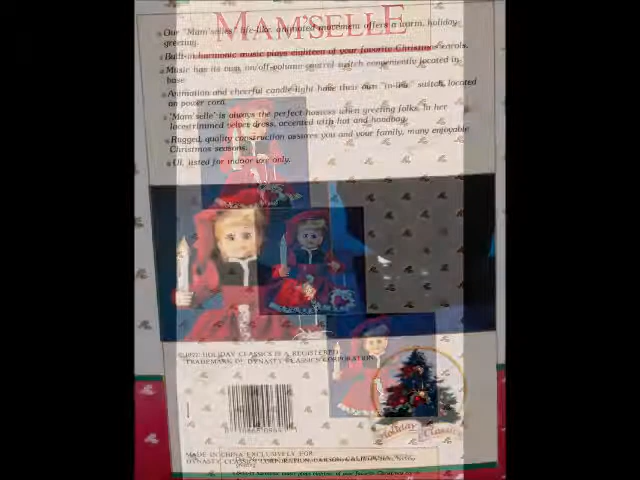 MAM'SELLE
Our "Mam'selles" life-like, animated movement offers a warm, holiday
greeting.
Built-in harmonic music plays eighteen of your favorite Christmas carols.
Music has its own, on/off-volume-control switch conveniently located in
base.
Animation and cheerful candle-light have their own "in-line" switch, located
on power cord.
"Mam'selle" is always the perfect hostess when greeting folks. In her
lacetrimmed velvet dress, accented with hat and handbag.
Rugged, quality construction assures you and your family, many enjoyable
Christmas seasons.
UL listed for indoor use only.
HOLIDAY CLASSICS IS A REGISTERED
TRADEMARK OF DYNASTY CLASSICS CORPORATION
Holiday Classics
MADE IN CHINA EXCLUSIVELY FOR
DYNASTY CLASSICS CORPORATION, CARSON, CALIFORNIA